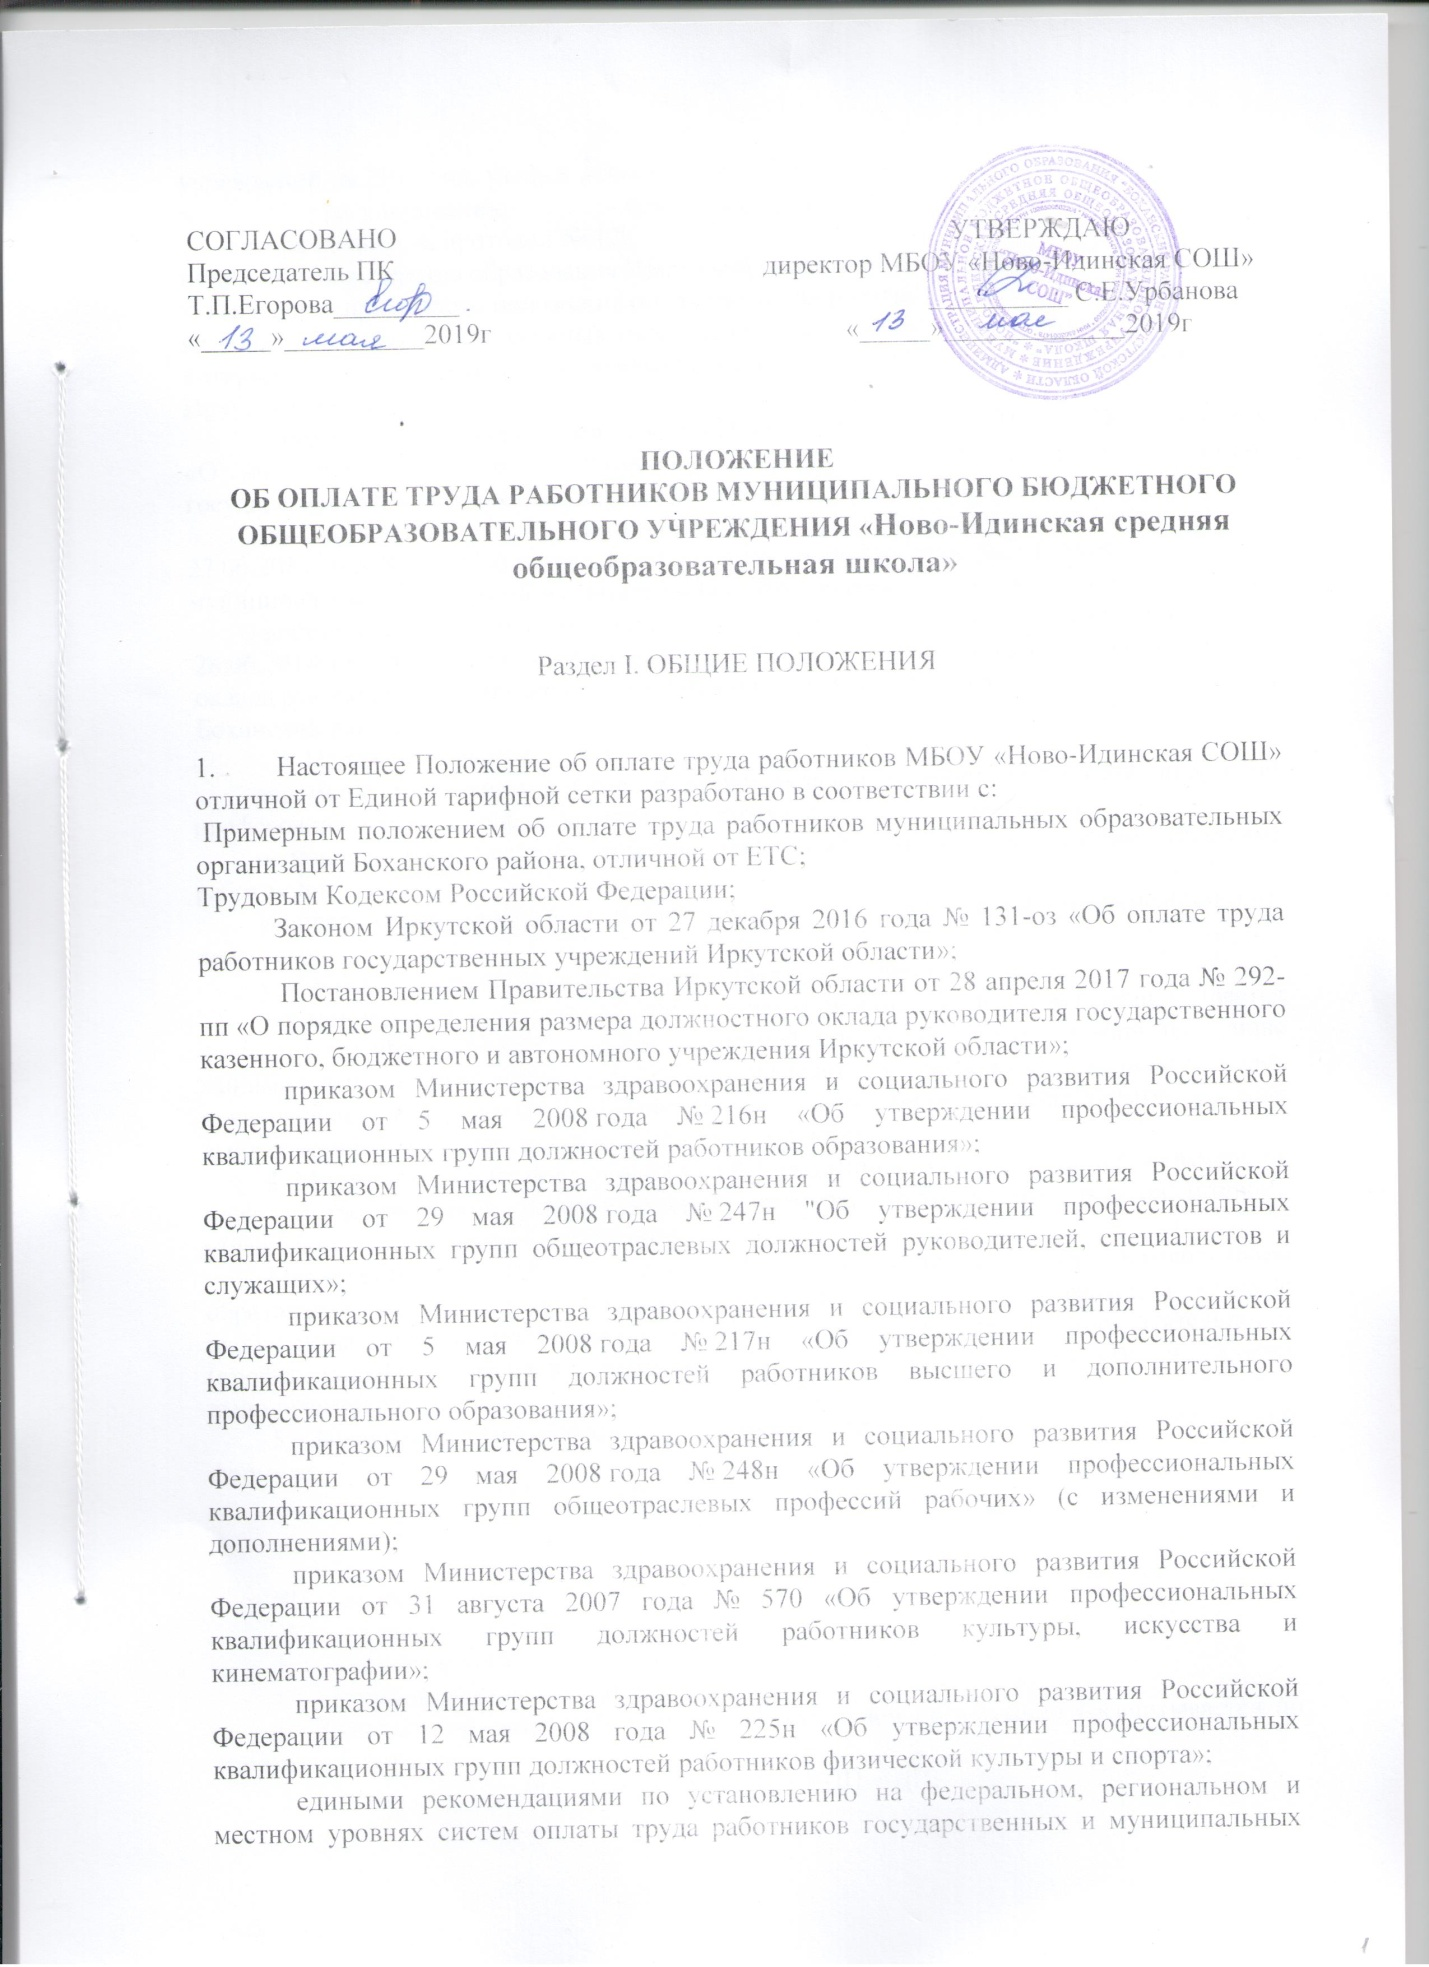 СОГЛАСОВАНО
Председатель ПК
Т.П.Егорова_________ .
«_13_»_мая_2019г
УТВЕРЖДАЮ
директор МБОУ «Ново-Идинская СОШ»
С.Е.Урбанова
«_13_» мая 2019г
МБОУ
СОШ"
ПОЛОЖЕНИЕ
ОБ ОПЛАТЕ ТРУДА РАБОТНИКОВ МУНИЦИПАЛЬНОГО БЮДЖЕТНОГО
ОБЩЕОБРАЗОВАТЕЛЬНОГО УЧРЕЖДЕНИЯ «Ново-Идинская средняя
общеобразовательная школа»
Раздел I. ОБЩИЕ ПОЛОЖЕНИЯ
1. Настоящее Положение об оплате труда работников МБОУ «Ново-Идинская СОШ»
отличной от Единой тарифной сетки разработано в соответствии с:
Примерным положением об оплате труда работников муниципальных образовательных
организаций Боханского района, отличной от ЕТС;
Трудовым Кодексом Российской Федерации;
Законом Иркутской области от 27 декабря 2016 года № 131-оз «Об оплате труда
работников государственных учреждений Иркутской области»;
Постановлением Правительства Иркутской области от 28 апреля 2017 года № 292-
пп «О порядке определения размера должностного оклада руководителя государственного
казенного, бюджетного и автономного учреждения Иркутской области»;
приказом Министерства здравоохранения и социального развития Российской
Федерации от 5 мая 2008 года № 216н «Об утверждении профессиональных
квалификационных групп должностей работников образования»;
приказом Министерства здравоохранения и социального развития Российской
Федерации от 29 мая 2008 года № 247н "Об утверждении профессиональных
квалификационных групп общеотраслевых должностей руководителей, специалистов и
служащих»;
приказом Министерства здравоохранения и социального развития Российской
Федерации от 5 мая 2008 года № 217н «Об утверждении профессиональных
квалификационных групп должностей работников высшего и дополнительного
профессионального образования»;
приказом Министерства здравоохранения и социального развития Российской
Федерации от 29 мая 2008 года № 248н «Об утверждении профессиональных
квалификационных групп общеотраслевых профессий рабочих» (с изменениями и
дополнениями);
приказом Министерства здравоохранения и социального развития Российской
Федерации от 31 августа 2007 года № 570 «Об утверждении профессиональных
квалификационных групп должностей работников культуры, искусства и
кинематографии»;
приказом Министерства здравоохранения и социального развития Российской
Федерации от 12 мая 2008 года № 225н «Об утверждении профессиональных
квалификационных групп должностей работников физической культуры и спорта»;
едиными рекомендациями по установлению на федеральном, региональном и
местном уровнях систем оплаты труда работников государственных и муниципальных
1